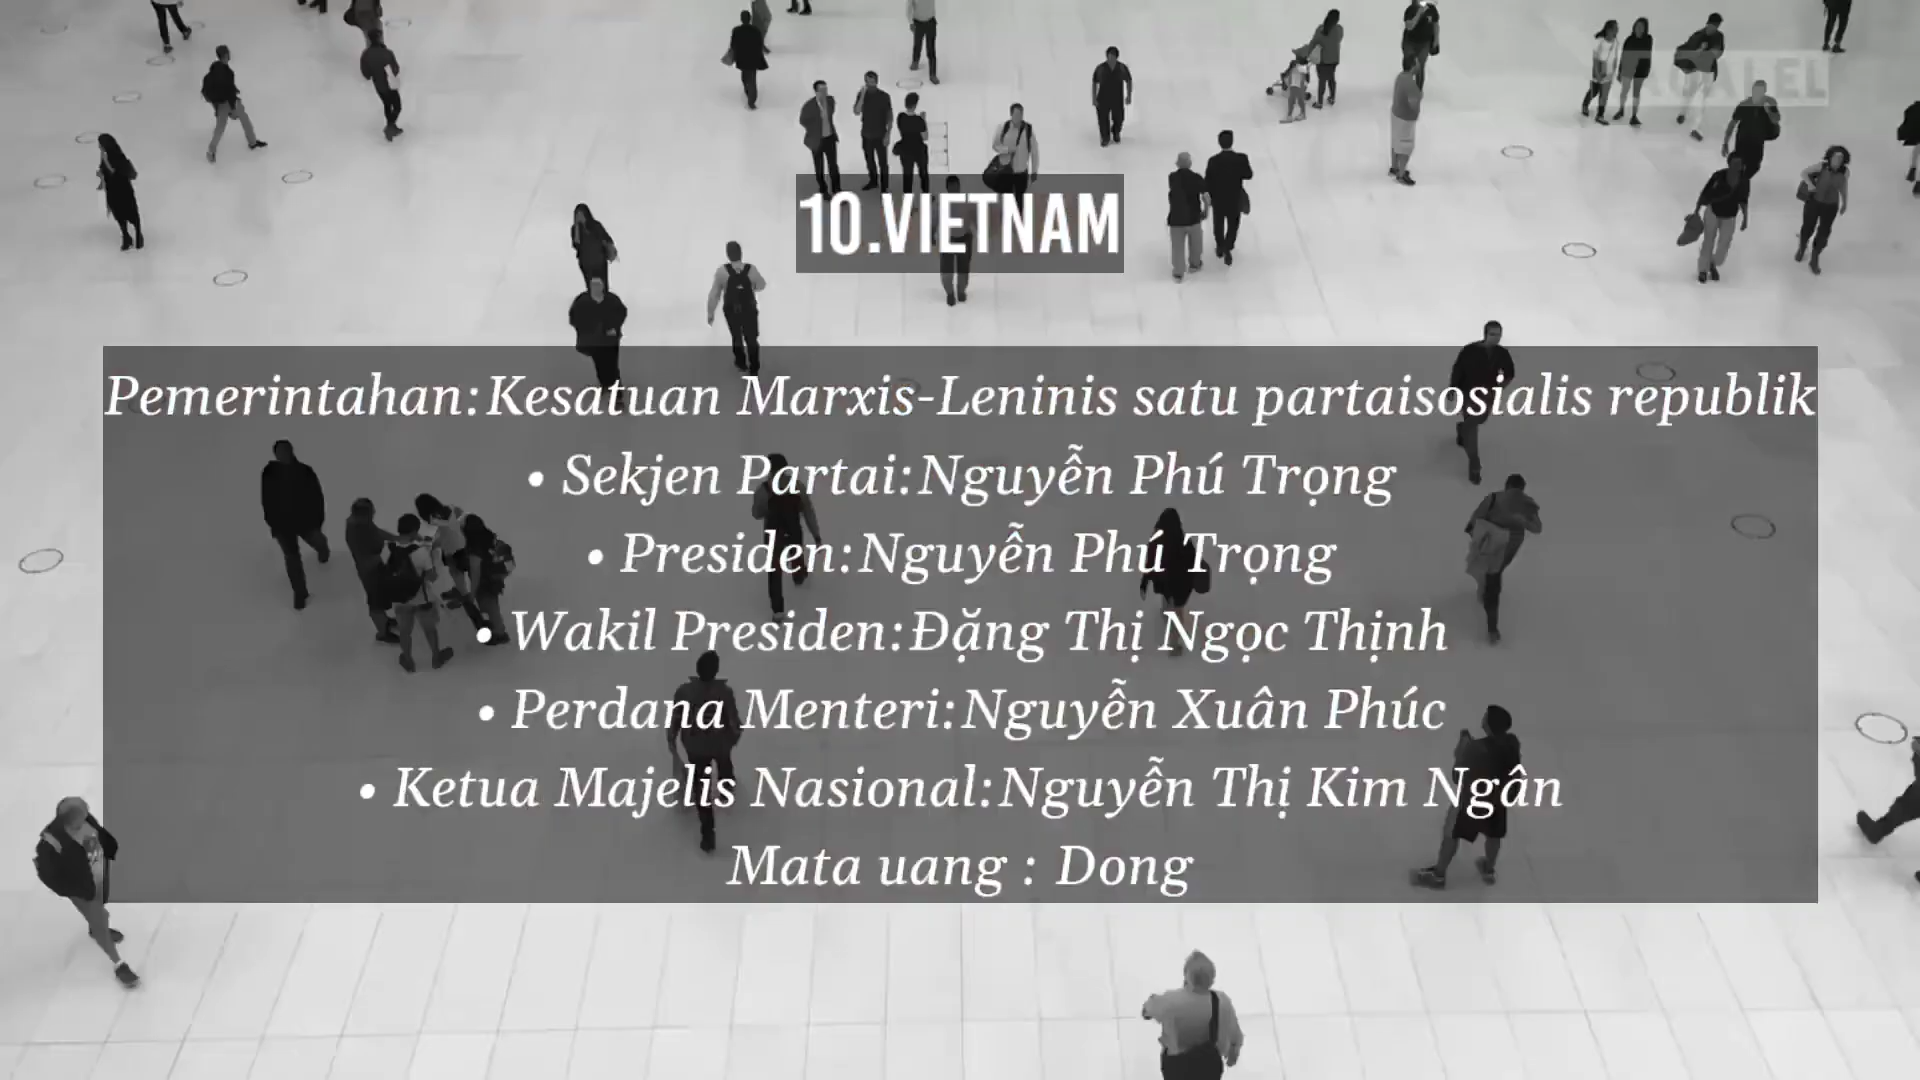 10.VIETNAM
Pemerintahan:Kesatuan Marxis-Leninis satu partaisosialis republik
• Sekjen Partai:Nguyễn Phú Trọng
• Presiden:Nguyễn Phú Trọng
• Wakil Presiden:Đặng Thị Ngọc Thịnh
• Perdana Menteri:Nguyễn Xuân Phúc
• Ketua Majelis Nasional:Nguyễn Thị Kim Ngân
Mata uang : Dong